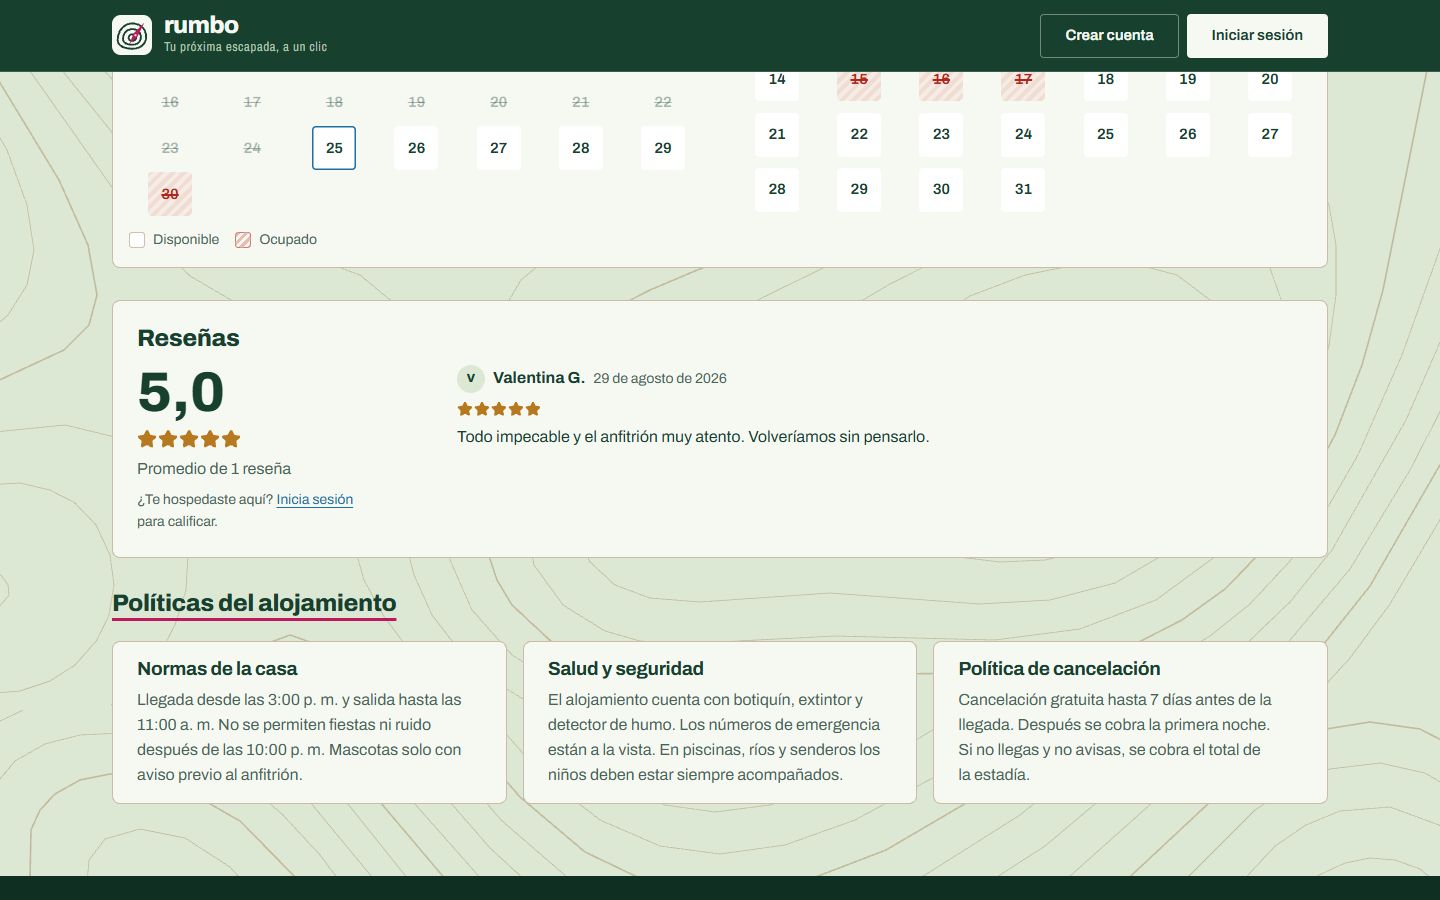 rumbo
Tu próxima escapada, a un clic
Crear cuenta
Iniciar sesión
16 17 18 19 20 21 22
23 24 25 26 27 28 29
30
14 15 16 17 18 19 20
21 22 23 24 25 26 27
28 29 30 31
Disponible
Ocupado
Reseñas
5,0
Promedio de 1 reseña
¿Te hospedaste aquí? Inicia sesión
para calificar.
V
Valentina G. 29 de agosto de 2026
Todo impecable y el anfitrión muy atento. Volveríamos sin pensarlo.
Políticas del alojamiento
Normas de la casa
Llegada desde las 3:00 p. m. y salida hasta las
11:00 a. m. No se permiten fiestas ni ruido
después de las 10:00 p. m. Mascotas solo con
aviso previo al anfitrión.
Salud y seguridad
El alojamiento cuenta con botiquín, extintor y
detector de humo. Los números de emergencia
están a la vista. En piscinas, ríos y senderos los
niños deben estar siempre acompañados.
Política de cancelación
Cancelación gratuita hasta 7 días antes de la
llegada. Después se cobra la primera noche.
Si no llegas y no avisas, se cobra el total de
la estadía.